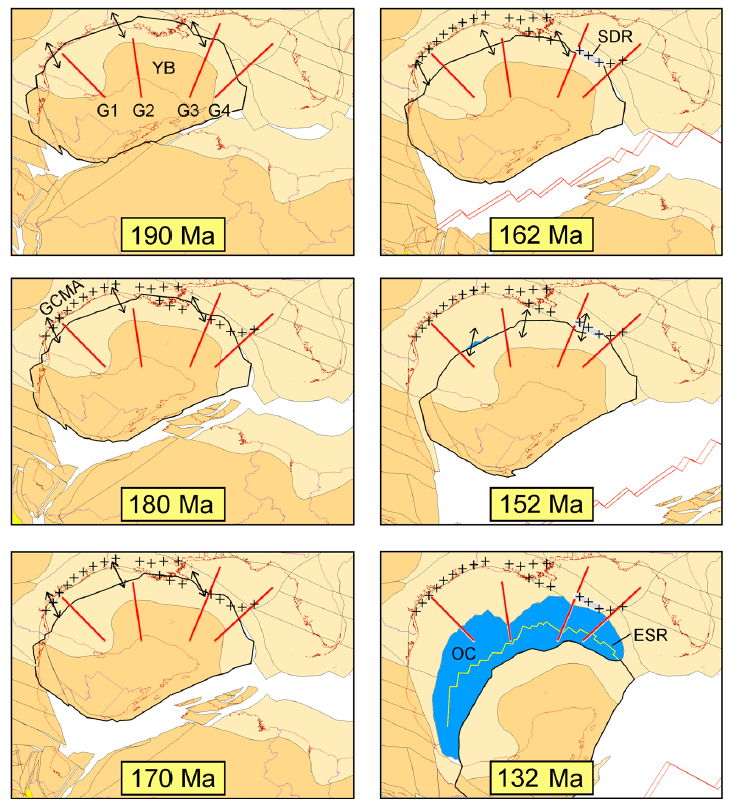 YB
G1 G2 G3 G4
190 Ma
SDR
162 Ma
GCMA
180 Ma
152 Ma
170 Ma
OC
ESR
132 Ma